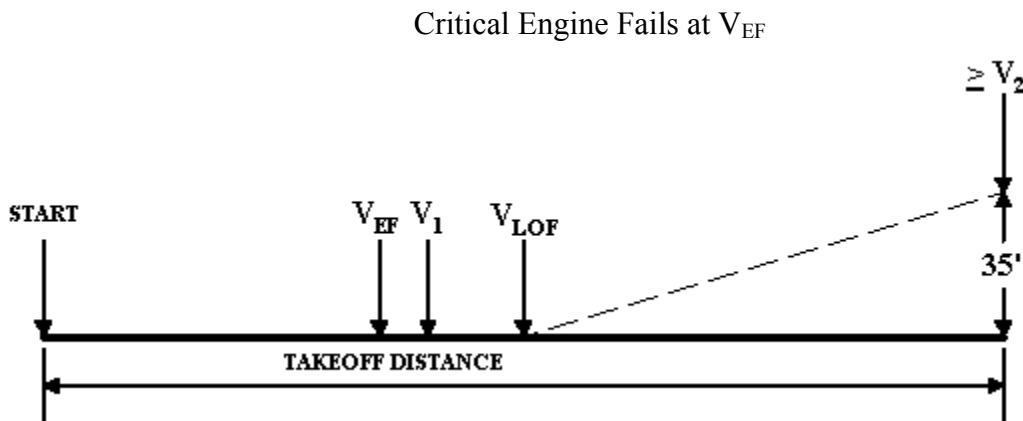 Critical Engine Fails at VEF
≥ V2
START
VEF V1 VLOF
35'
TAKEOFF DISTANCE